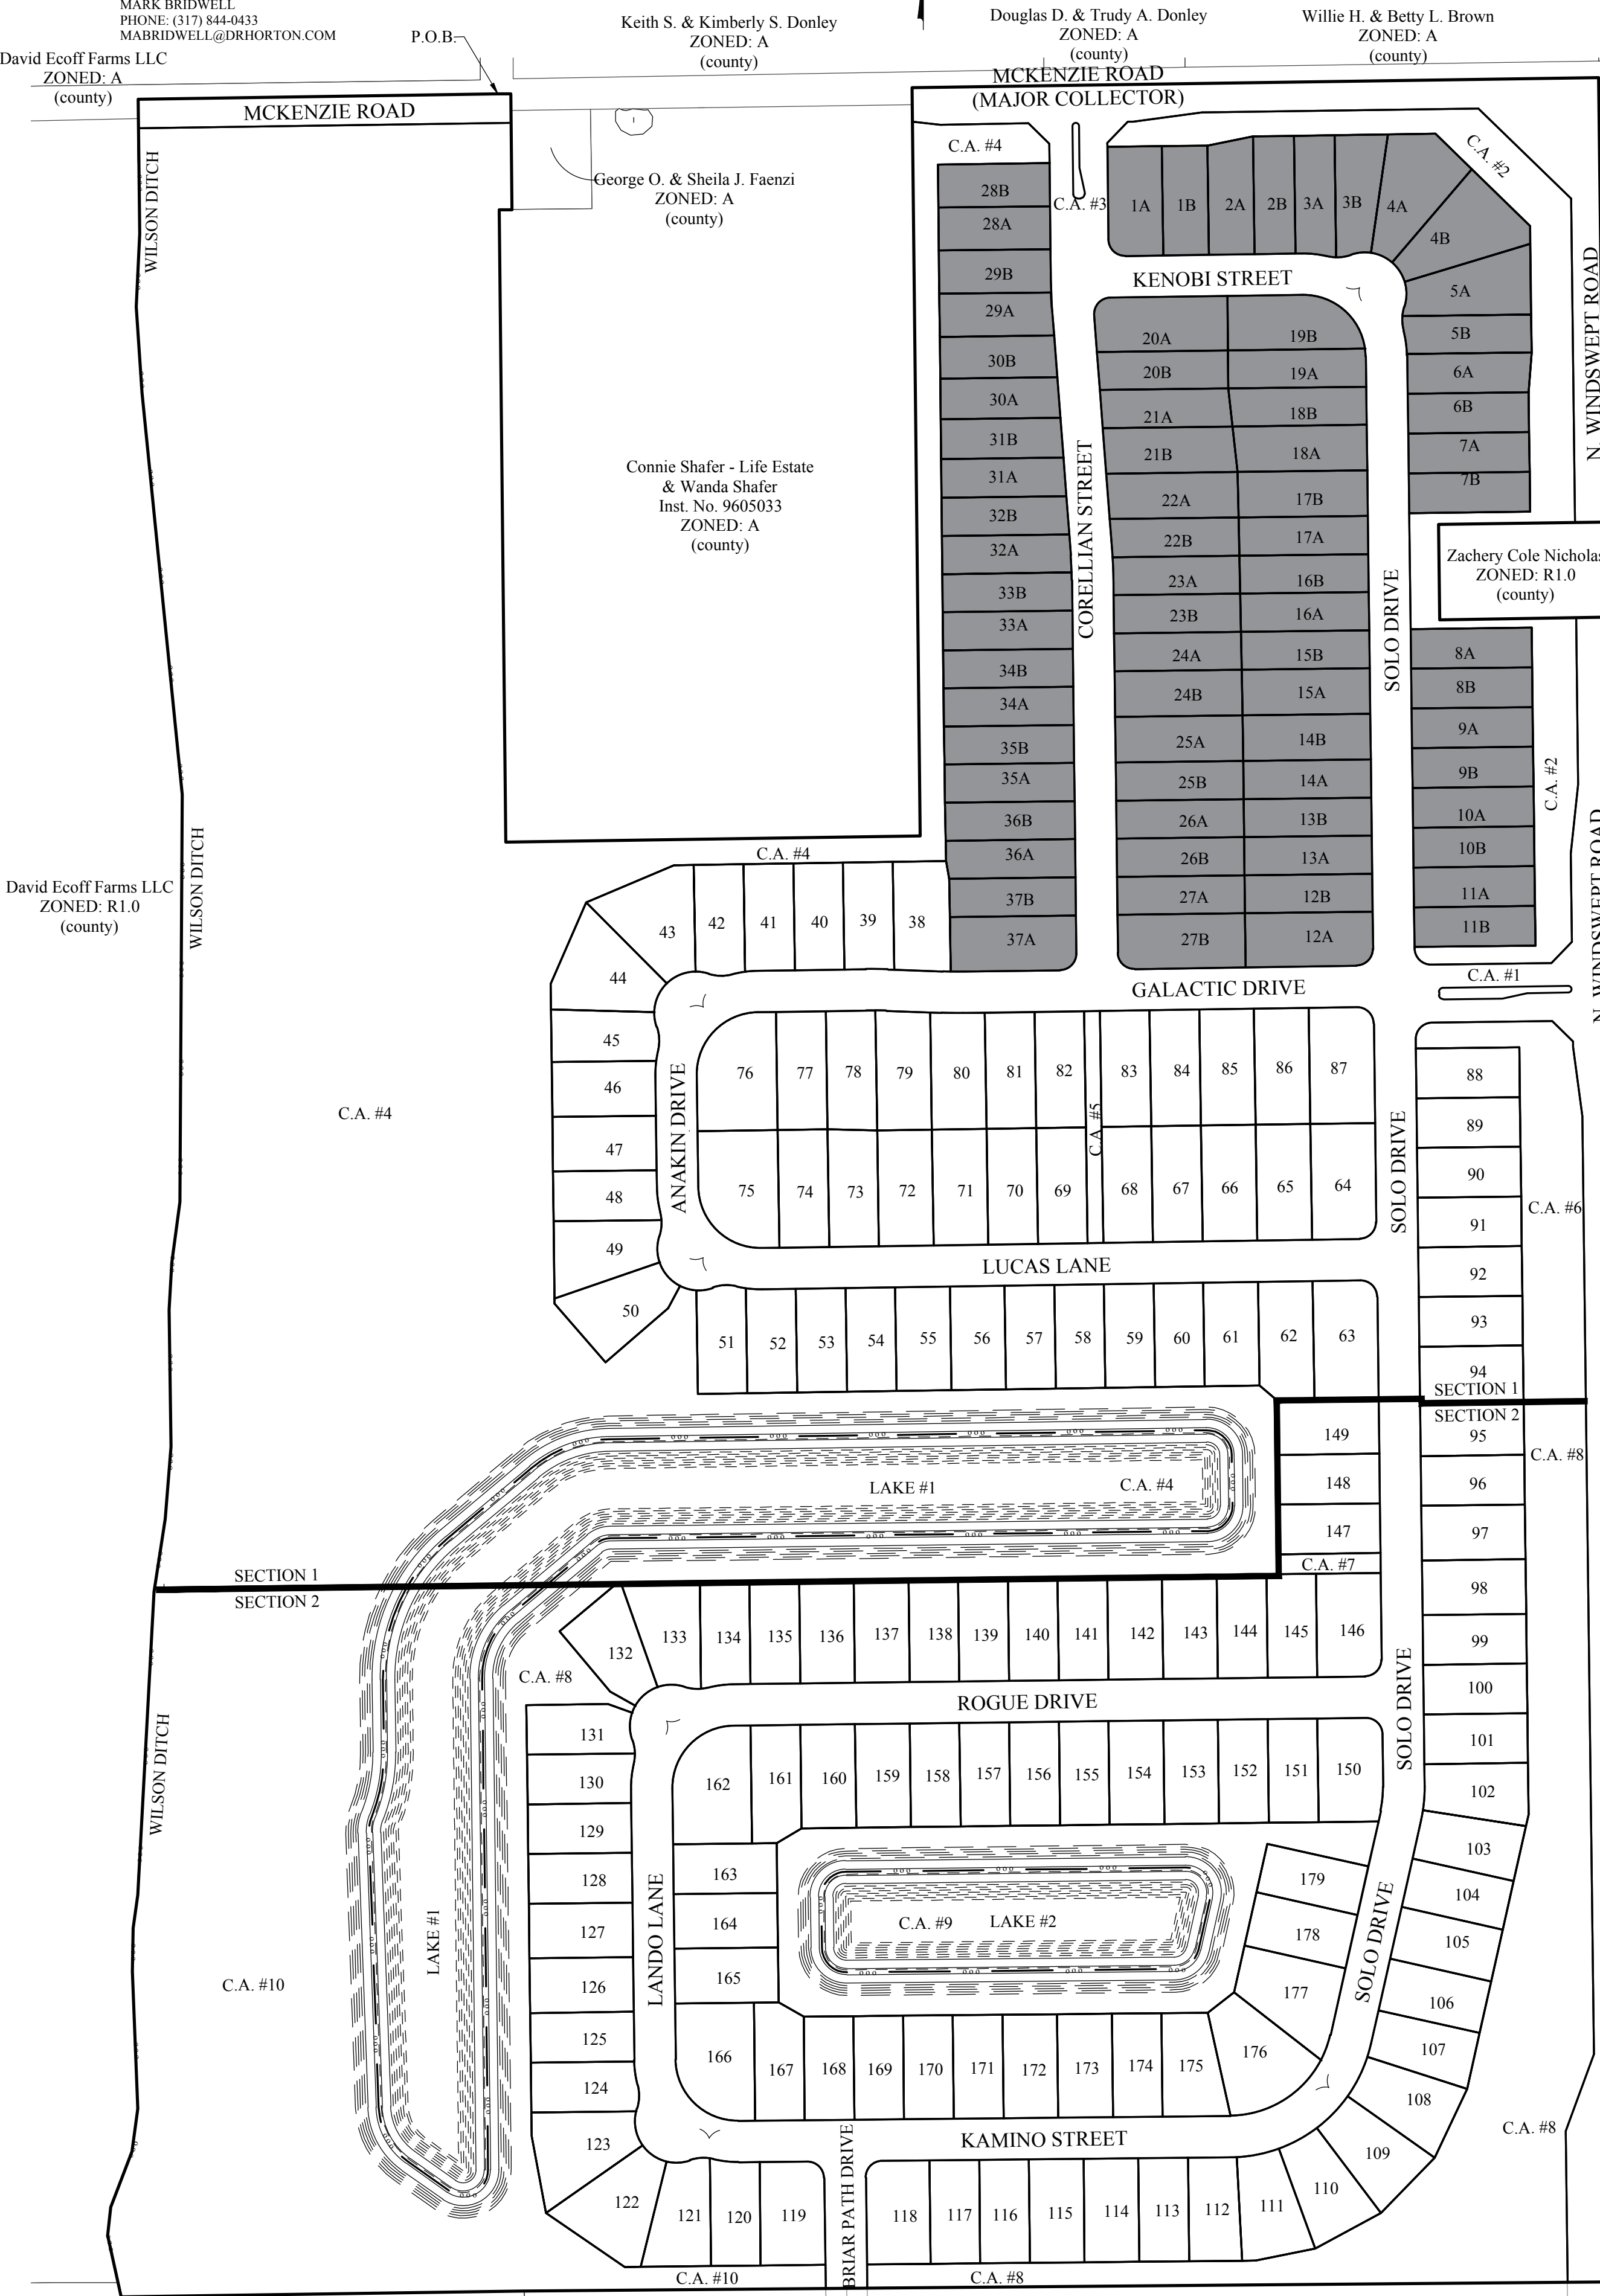 MARK BRIDWELL
PHONE: (317) 844-0433
MABRIDWELL@DRHORTON.COM
P.O.B.
David Ecoff Farms LLC
ZONED: A
(county)
Keith S. & Kimberly S. Donley
ZONED: A
(county)
Douglas D. & Trudy A. Donley
ZONED: A
(county)
Willie H. & Betty L. Brown
ZONED: A
(county)
MCKENZIE ROAD
MCKENZIE ROAD
(MAJOR COLLECTOR)
WILSON DITCH
George O. & Sheila J. Faenzi
ZONED: A
(county)
C.A. #4
C.A. #3
C.A. #2
N. WINDSWEPT ROAD
28B
28A
29B
29A
30B
30A
31B
31A
32B
32A
33B
33A
34B
34A
35B
35A
36B
36A
37B
37A
1A
1B
2A
2B
3A
3B
4A
4B
5A
5B
6A
6B
7A
7B
KENOBI STREET
CORELLIAN STREET
20A
19B
20B
19A
21A
18B
21B
18A
22A
17B
22B
17A
23A
16B
23B
16A
24A
15B
24B
15A
25A
14B
25B
14A
26A
13B
26B
13A
27A
12B
27B
12A
SOLO DRIVE
Connie Shafer - Life Estate
& Wanda Shafer
Inst. No. 9605033
ZONED: A
(county)
Zachery Cole Nicholas
ZONED: R1.0
(county)
8A
8B
9A
9B
10A
10B
11A
11B
C.A. #2
N. WINDSWEPT ROAD
C.A. #1
David Ecoff Farms LLC
ZONED: R1.0
(county)
WILSON DITCH
C.A. #4
C.A. #4
43
42
41
40
39
38
44
45
46
47
48
49
50
GALACTIC DRIVE
ANAKIN DRIVE
76
77
78
79
80
81
82
C.A. #5
83
84
85
86
87
75
74
73
72
71
70
69
68
67
66
65
64
SOLO DRIVE
88
89
90
91
92
93
94
C.A. #6
LUCAS LANE
51
52
53
54
55
56
57
58
59
60
61
62
63
SECTION 1
SECTION 2
LAKE #1
C.A. #4
149
148
147
C.A. #7
95
96
97
98
99
100
101
102
103
104
105
106
107
108
109
110
C.A. #8
SECTION 1
SECTION 2
WILSON DITCH
C.A. #8
132
133
134
135
136
137
138
139
140
141
142
143
144
145
146
ROGUE DRIVE
SOLO DRIVE
131
130
129
128
127
126
125
124
123
122
LANDO LANE
162
161
160
159
158
157
156
155
154
153
152
151
150
163
164
165
C.A. #9
LAKE #2
179
178
177
SOLO DRIVE
LAKE #1
C.A. #10
166
167
168
169
170
171
172
173
174
175
176
KAMINO STREET
BRIAR PATH DRIVE
C.A. #8
121
120
119
118
117
116
115
114
113
112
111
C.A. #10
C.A. #8